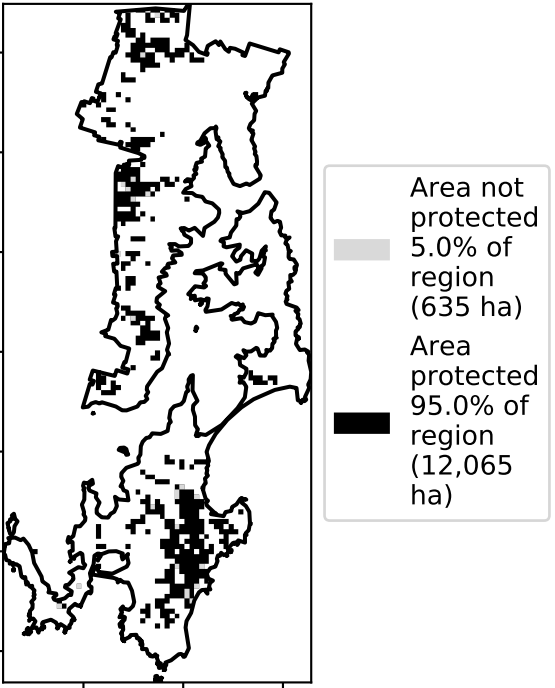 Area not
protected
5.0% of
region
(635 ha)
Area
protected
95.0% of
region
(12,065
ha)